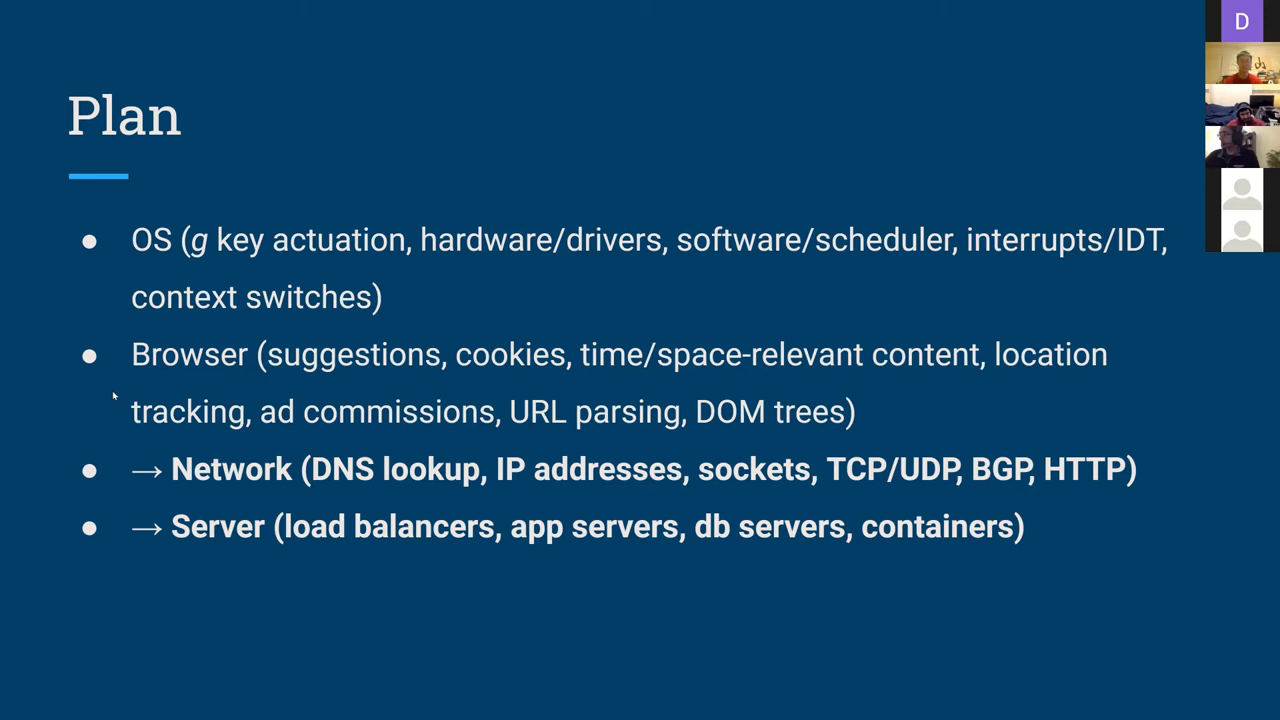 Plan
● OS (g key actuation, hardware/drivers, software/scheduler, interrupts/IDT,
context switches)
● Browser (suggestions, cookies, time/space-relevant content, location
tracking, ad commissions, URL parsing, DOM trees)
● → Network (DNS lookup, IP addresses, sockets, TCP/UDP, BGP, HTTP)
● → Server (load balancers, app servers, db servers, containers)
D